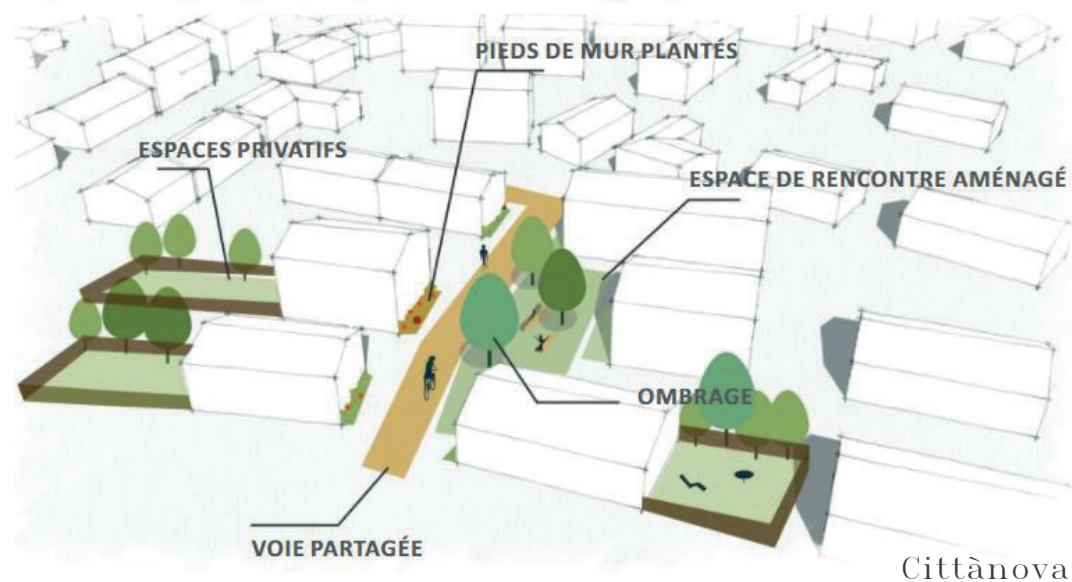 PIEDS DE MUR PLANTÉS
ESPACES PRIVATIFS
ESPACE DE RENCONTRE AMÉNAGÉ
OMBRAGE
VOIE PARTAGÉE
Cittànova